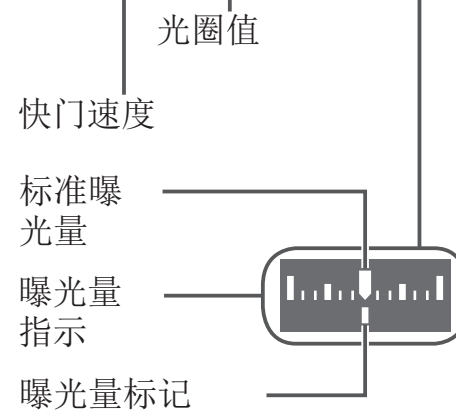 光圈值
快门速度
标准曝
光量
曝光量
指示
曝光量标记